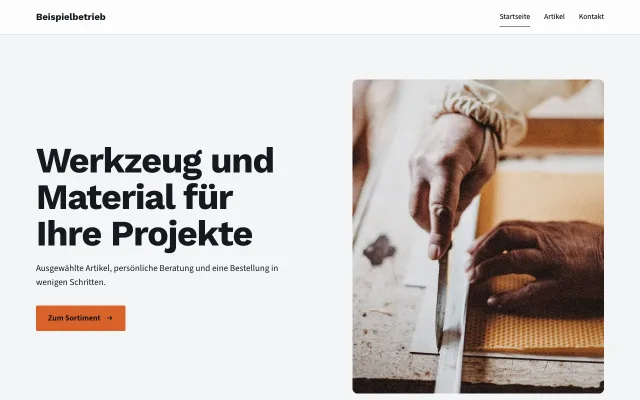 Beispielbetrieb
Startseite
Artikel
Kontakt
Werkzeug und
Material für
Ihre Projekte
Ausgewählte Artikel, persönliche Beratung und eine Bestellung in
wenigen Schritten.
Zum Sortiment →